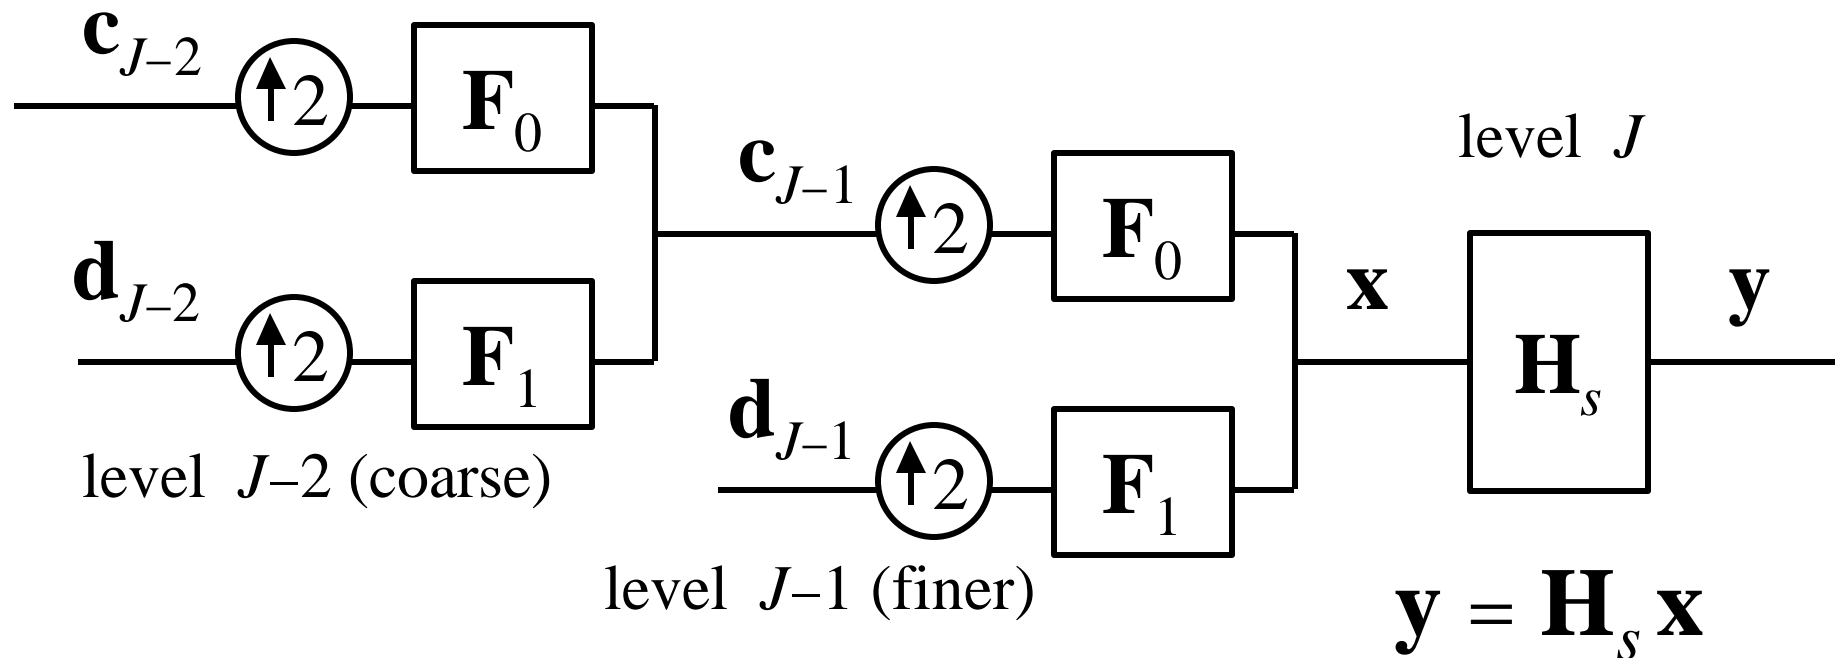 c_{J−2}
↑2
F_0
level J
c_{J−1}
↑2
F_0
d_{J−2}
↑2
F_1
x
y
H_s
d_{J−1}
↑2
F_1
level J−2 (coarse)
level J−1 (finer)
y = H_s x